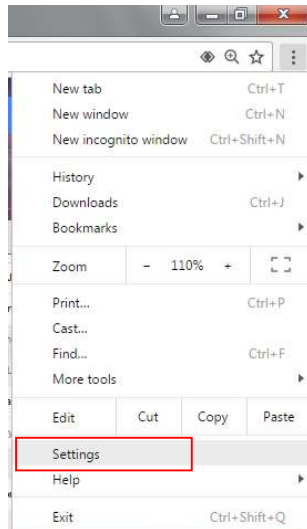 New tab Ctrl+T
New window Ctrl+N
New incognito window Ctrl+Shift+N
History
Downloads Ctrl+J
Bookmarks
Zoom - 110% +
Print... Ctrl+P
Cast...
Find... Ctrl+F
More tools
Edit Cut Copy Paste
Settings
Help
Exit Ctrl+Shift+Q